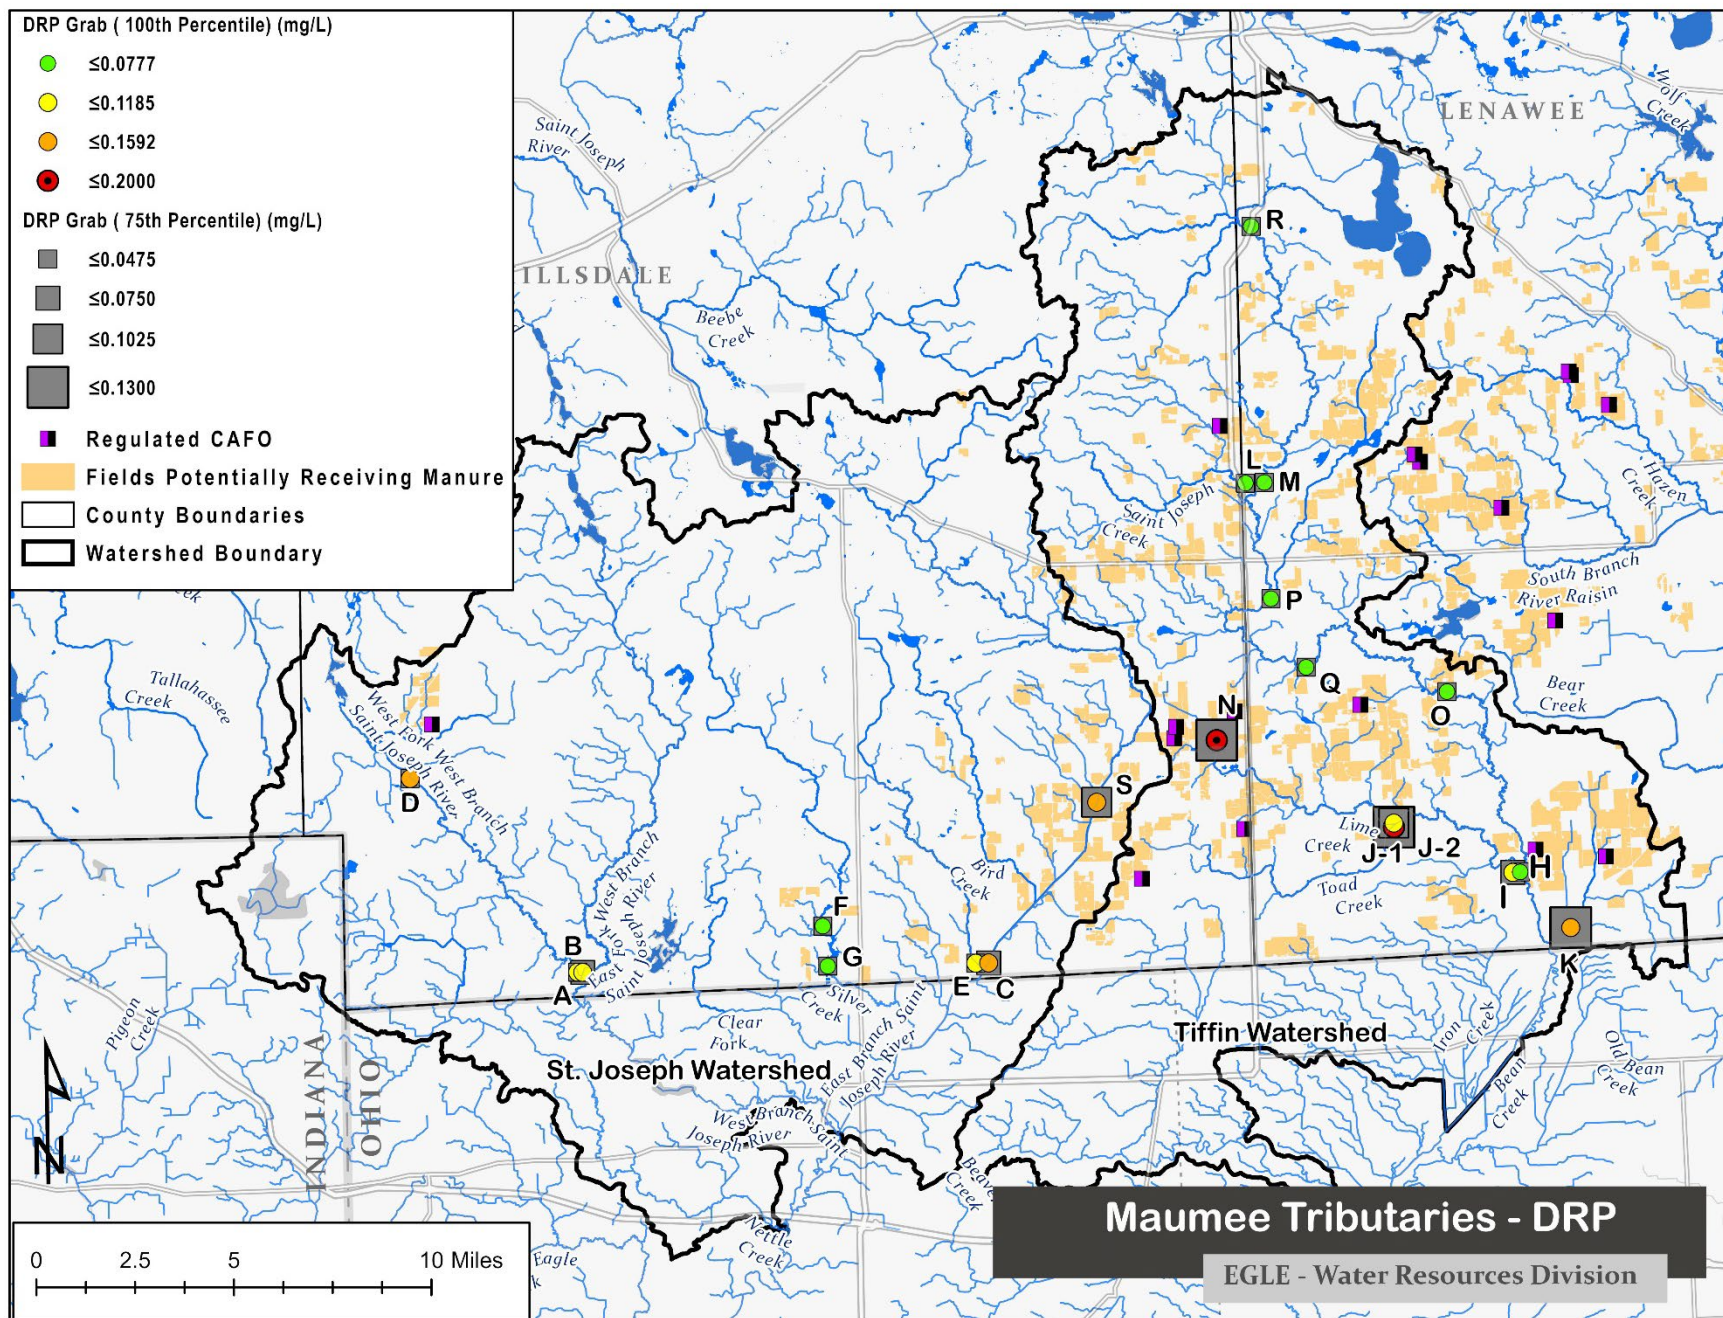 DRP Grab ( 100th Percentile) (mg/L)
≤0.0777
≤0.1185
≤0.1592
≤0.2000
DRP Grab ( 75th Percentile) (mg/L)
≤0.0475
≤0.0750
≤0.1025
≤0.1300
Regulated CAFO
Fields Potentially Receiving Manure
County Boundaries
Watershed Boundary
Saint Joseph
River
ILLSDALE
Beebe
Creek
LENAWEE
Wolf
Creek
R
L
M
Saint Joseph
Creek
Hazen
Creek
South Branch
River Raisin
P
Q
O
Bear
Creek
N
Tallahassee
Creek
West Fork West Branch
Saint Joseph River
D
S
Lime
Creek
J-1
J-2
Toad
Creek
H
I
K
Bird
Creek
West Branch
East Fork West Branch
Saint Joseph River
East Fork
Saint Joseph
B
A
F
G
E
C
Silver
Creek
Clear
Fork
East Branch Saint
Joseph River
West Branch Saint
Joseph River
St. Joseph Watershed
Tiffin Watershed
Iron
Creek
Bean
Creek
Old Bean
Creek
Pigeon
Creek
INDIANA
OHIO
N
Beaver
Creek
Nettle
Creek
Eagle
k
0
2.5
5
10 Miles
Maumee Tributaries - DRP
EGLE - Water Resources Division